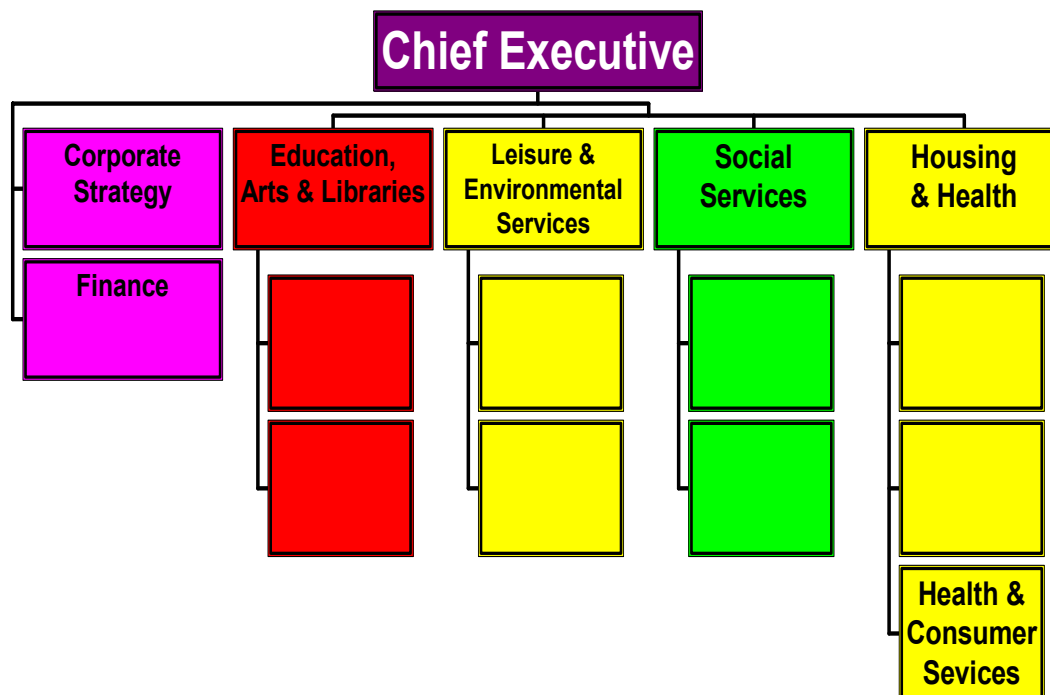 Chief Executive
Corporate
Strategy
Education,
Arts & Libraries
Leisure &
Environmental
Services
Social
Services
Housing
& Health
Finance
Health &
Consumer
Sevices